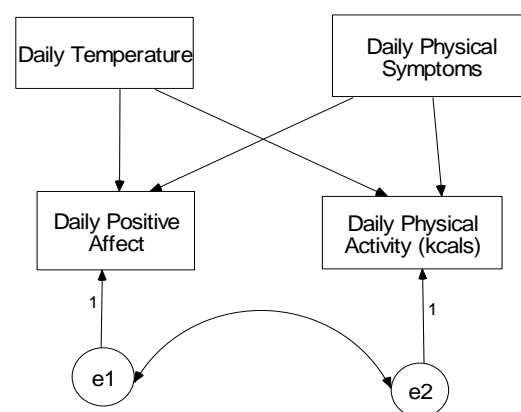 Daily Temperature
Daily Physical
Symptoms
Daily Positive
Affect
Daily Physical
Activity (kcals)
1
1
e1
e2